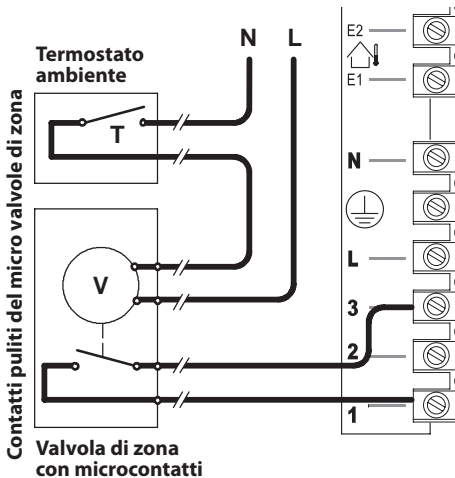 Termostato
ambiente
N
L
T
V
Contatti puliti del micro valvole di zona
Valvola di zona
con microcontatti
E2
E1
N
L
3
2
1